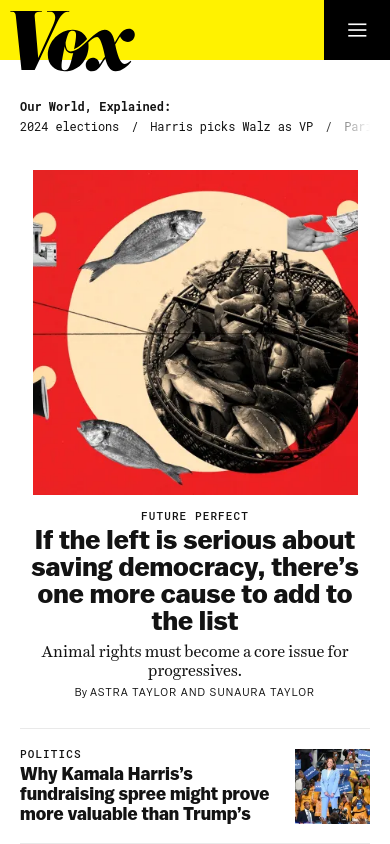 Vox
Our World, Explained:
2024 elections / Harris picks Walz as VP /
FUTURE PERFECT
If the left is serious about
saving democracy, there’s
one more cause to add to
the list
Animal rights must become a core issue for
progressives.
By ASTRA TAYLOR AND SUNAURA TAYLOR
POLITICS
Why Kamala Harris’s
fundraising spree might prove
more valuable than Trump’s